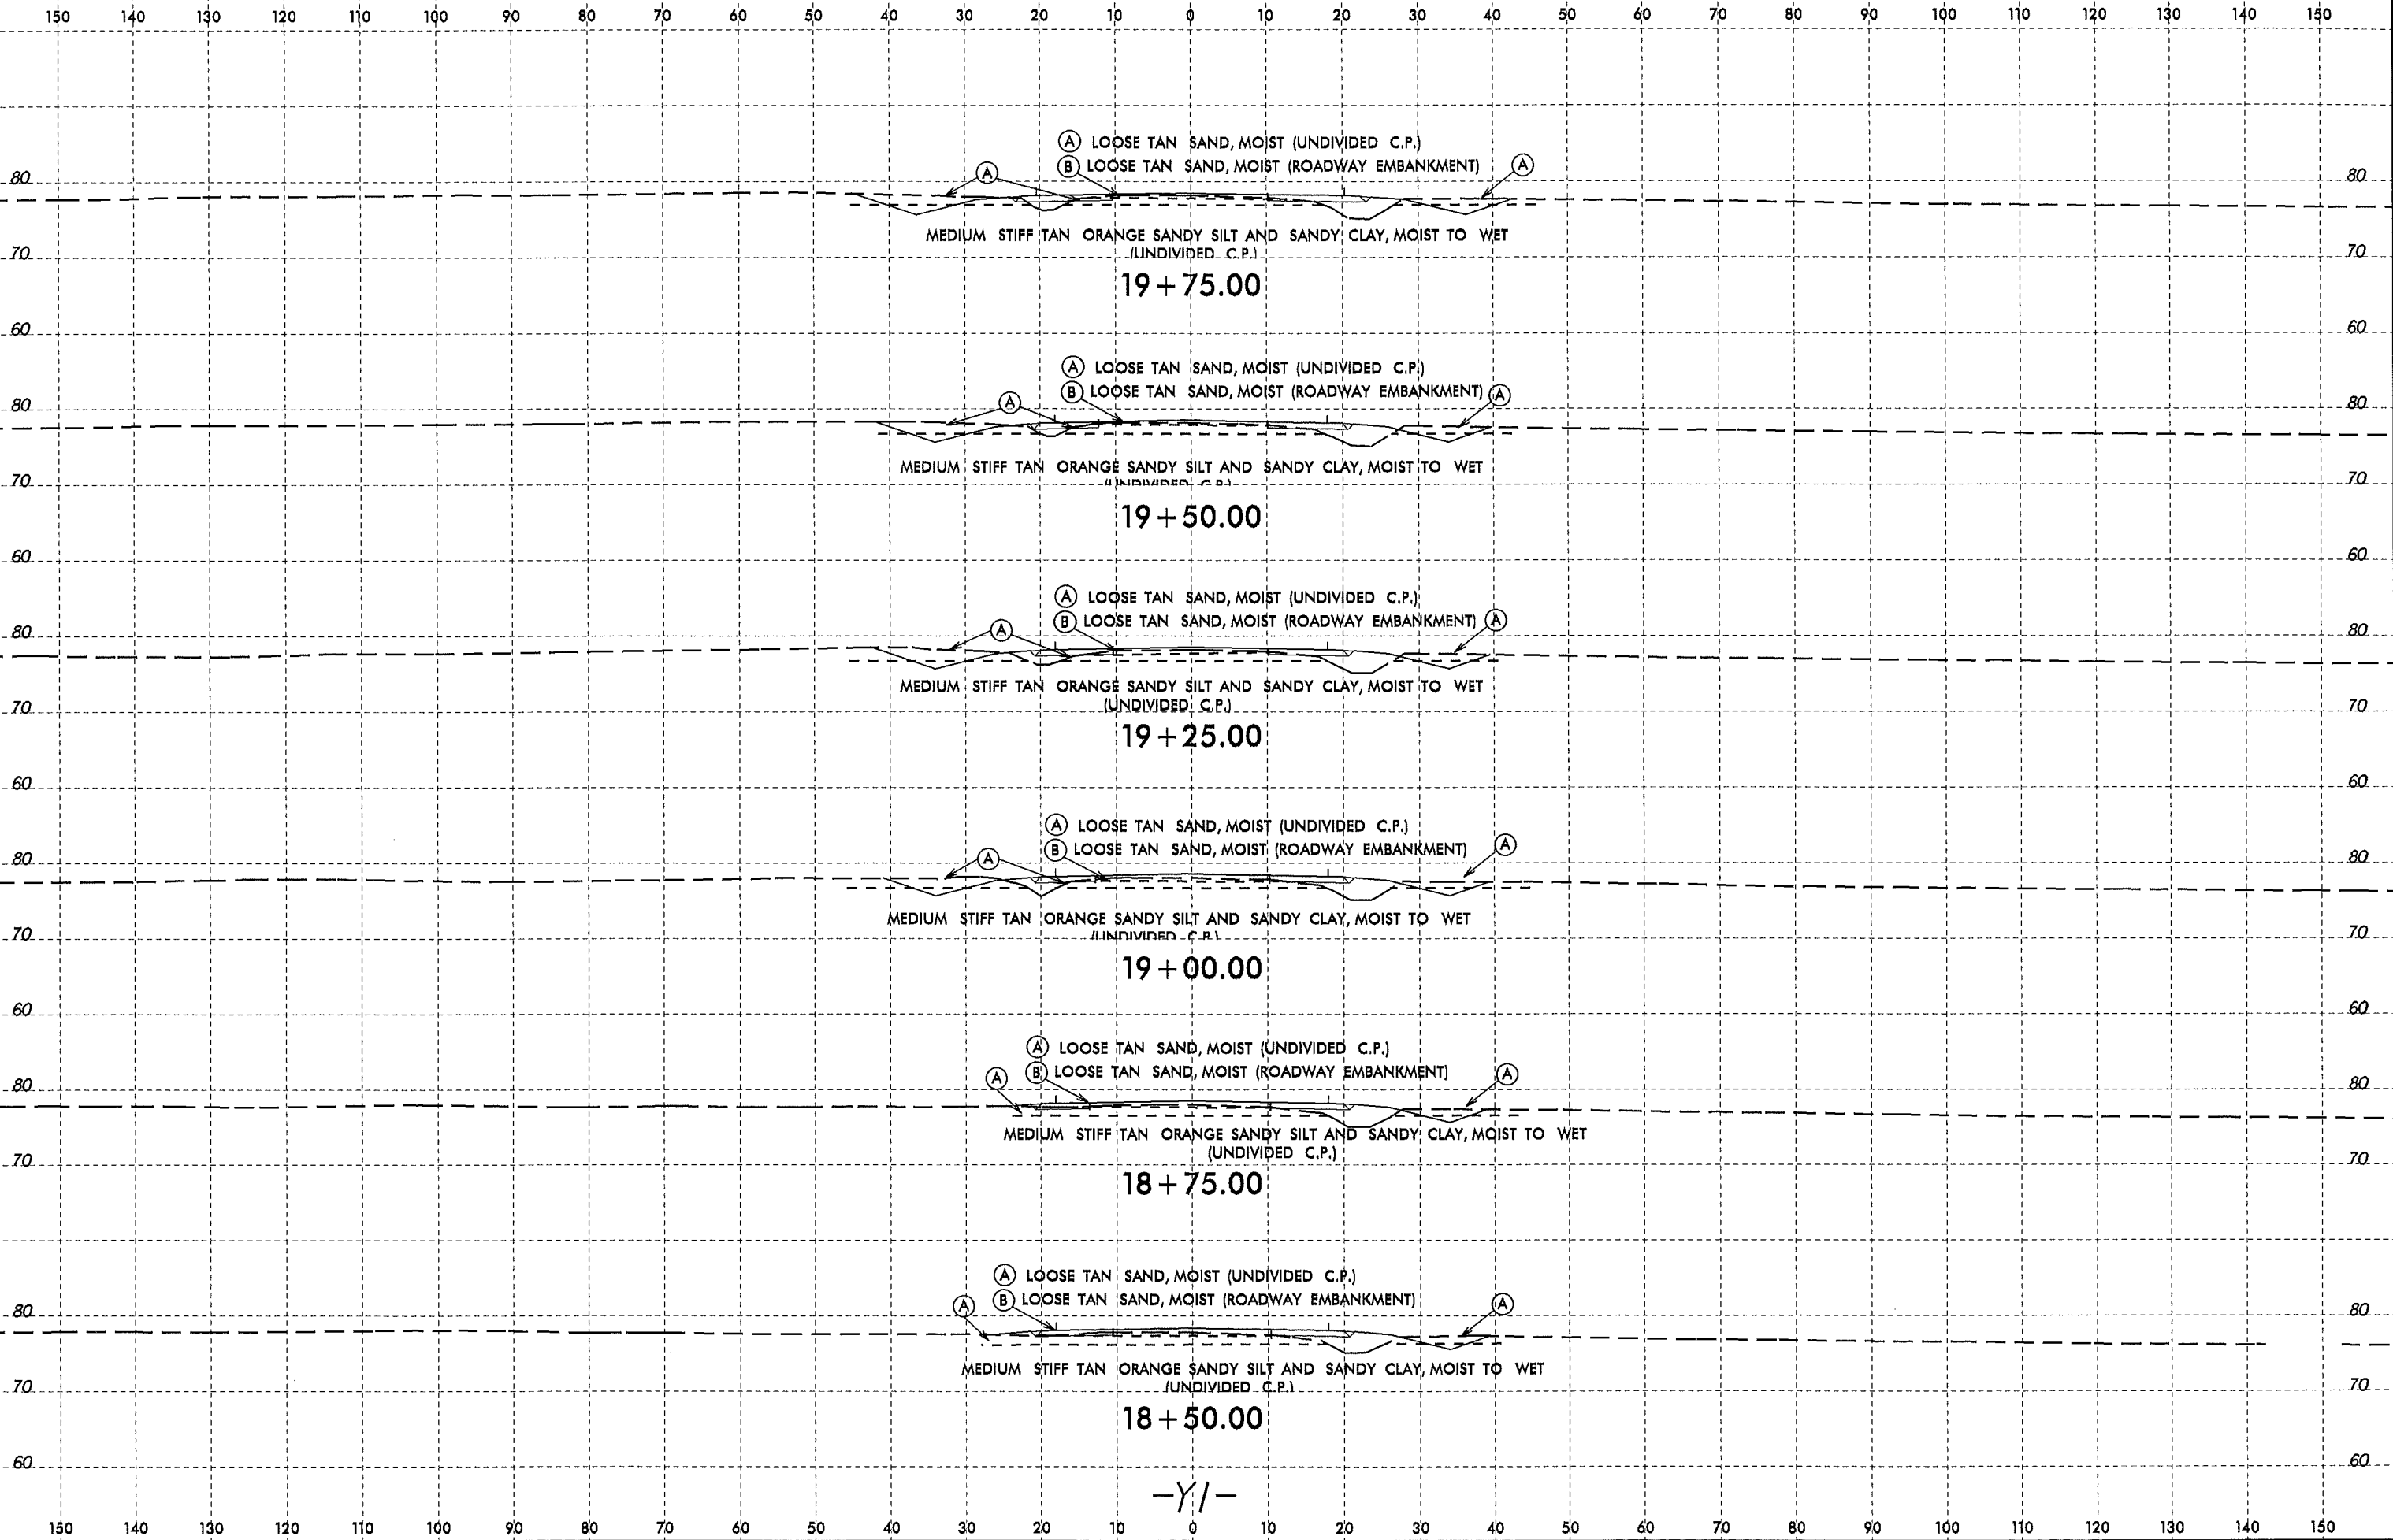 150 140 130 120 110 100 90 80 70 60 50 40 30 20 10 0 10 20 30 40 50 60 70 80 90 100 110 120 130 140 150
Ⓐ LOOSE TAN SAND, MOIST (UNDIVIDED C.P.)
Ⓑ LOOSE TAN SAND, MOIST (ROADWAY EMBANKMENT) Ⓐ
Ⓐ
80 80
MEDIUM STIFF TAN ORANGE SANDY SILT AND SANDY CLAY, MOIST TO WET
(UNDIVIDED C.P.)
70 70
19+75.00
60 60
Ⓐ LOOSE TAN SAND, MOIST (UNDIVIDED C.P.)
Ⓑ LOOSE TAN SAND, MOIST (ROADWAY EMBANKMENT) Ⓐ
Ⓐ
80 80
MEDIUM STIFF TAN ORANGE SANDY SILT AND SANDY CLAY, MOIST TO WET
(UNDIVIDED C.P.)
70 70
19+50.00
60 60
Ⓐ LOOSE TAN SAND, MOIST (UNDIVIDED C.P.)
Ⓑ LOOSE TAN SAND, MOIST (ROADWAY EMBANKMENT) Ⓐ
Ⓐ
80 80
MEDIUM STIFF TAN ORANGE SANDY SILT AND SANDY CLAY, MOIST TO WET
(UNDIVIDED C.P.)
70 70
19+25.00
60 60
Ⓐ LOOSE TAN SAND, MOIST (UNDIVIDED C.P.)
Ⓑ LOOSE TAN SAND, MOIST (ROADWAY EMBANKMENT) Ⓐ
Ⓐ
80 80
MEDIUM STIFF TAN ORANGE SANDY SILT AND SANDY CLAY, MOIST TO WET
(UNDIVIDED C.P.)
70 70
19+00.00
60 60
Ⓐ LOOSE TAN SAND, MOIST (UNDIVIDED C.P.)
Ⓐ Ⓑ LOOSE TAN SAND, MOIST (ROADWAY EMBANKMENT) Ⓐ
80 80
MEDIUM STIFF TAN ORANGE SANDY SILT AND SANDY CLAY, MOIST TO WET
(UNDIVIDED C.P.)
70 70
18+75.00
Ⓐ LOOSE TAN SAND, MOIST (UNDIVIDED C.P.)
Ⓐ Ⓑ LOOSE TAN SAND, MOIST (ROADWAY EMBANKMENT) Ⓐ
80 80
MEDIUM STIFF TAN ORANGE SANDY SILT AND SANDY CLAY, MOIST TO WET
(UNDIVIDED C.P.)
70 70
18+50.00
60 60
-Y1-
150 140 130 120 110 100 90 80 70 60 50 40 30 20 10 0 10 20 30 40 50 60 70 80 90 100 110 120 130 140 150